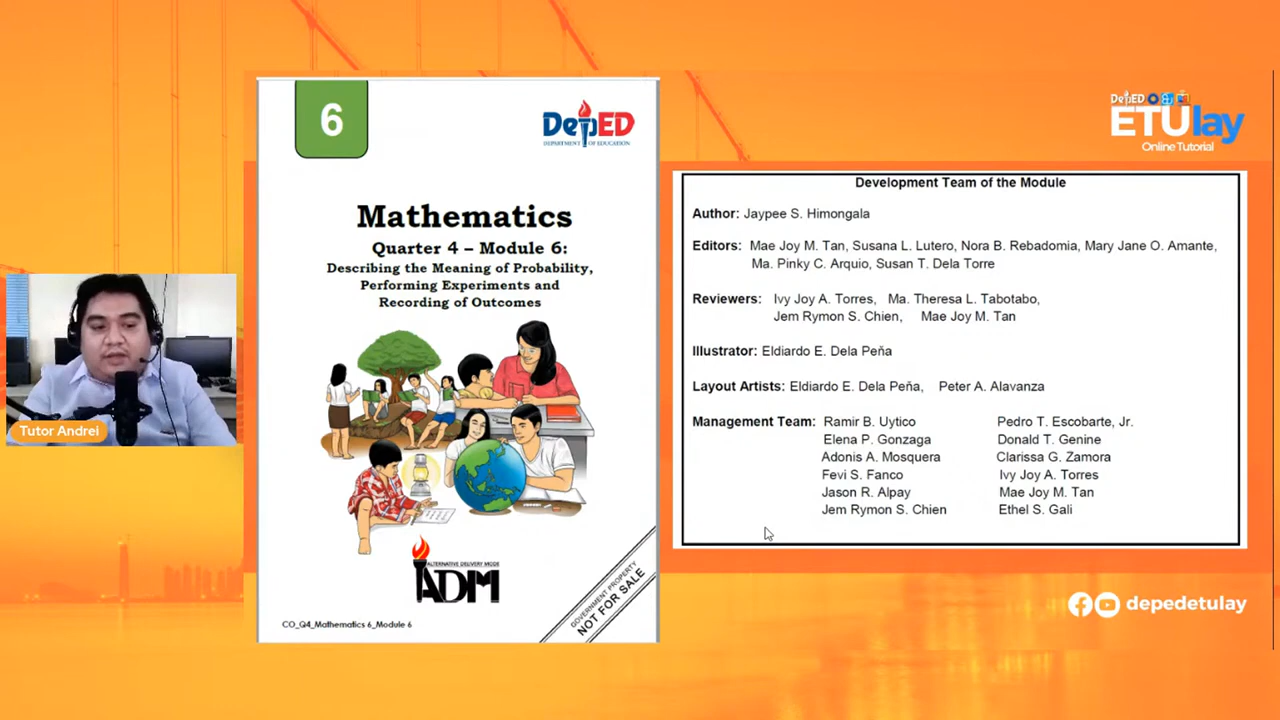 6
DepED
DEPARTMENT OF EDUCATION
Mathematics
Quarter 4 – Module 6:
Describing the Meaning of Probability,
Performing Experiments and
Recording of Outcomes
ALTERNATIVE DELIVERY MODE
ADM
GOVERNMENT PROPERTY
NOT FOR SALE
CO_Q4_Mathematics 6_Module 6
Tutor Andrei
DepED
ETUlay
Online Tutorial
Development Team of the Module
Author: Jaypee S. Himongala
Editors: Mae Joy M. Tan, Susana L. Lutero, Nora B. Rebadomia, Mary Jane O. Amante,
Ma. Pinky C. Arquio, Susan T. Dela Torre
Reviewers: Ivy Joy A. Torres, Ma. Theresa L. Tabotabo,
Jem Rymon S. Chien, Mae Joy M. Tan
Illustrator: Eldiardo E. Dela Peña
Layout Artists: Eldiardo E. Dela Peña, Peter A. Alavanza
Management Team: Ramir B. Uytico Pedro T. Escobarte, Jr.
Elena P. Gonzaga Donald T. Genine
Adonis A. Mosquera Clarissa G. Zamora
Fevi S. Fanco Ivy Joy A. Torres
Jason R. Alpay Mae Joy M. Tan
Jem Rymon S. Chien Ethel S. Gali
depedetulay